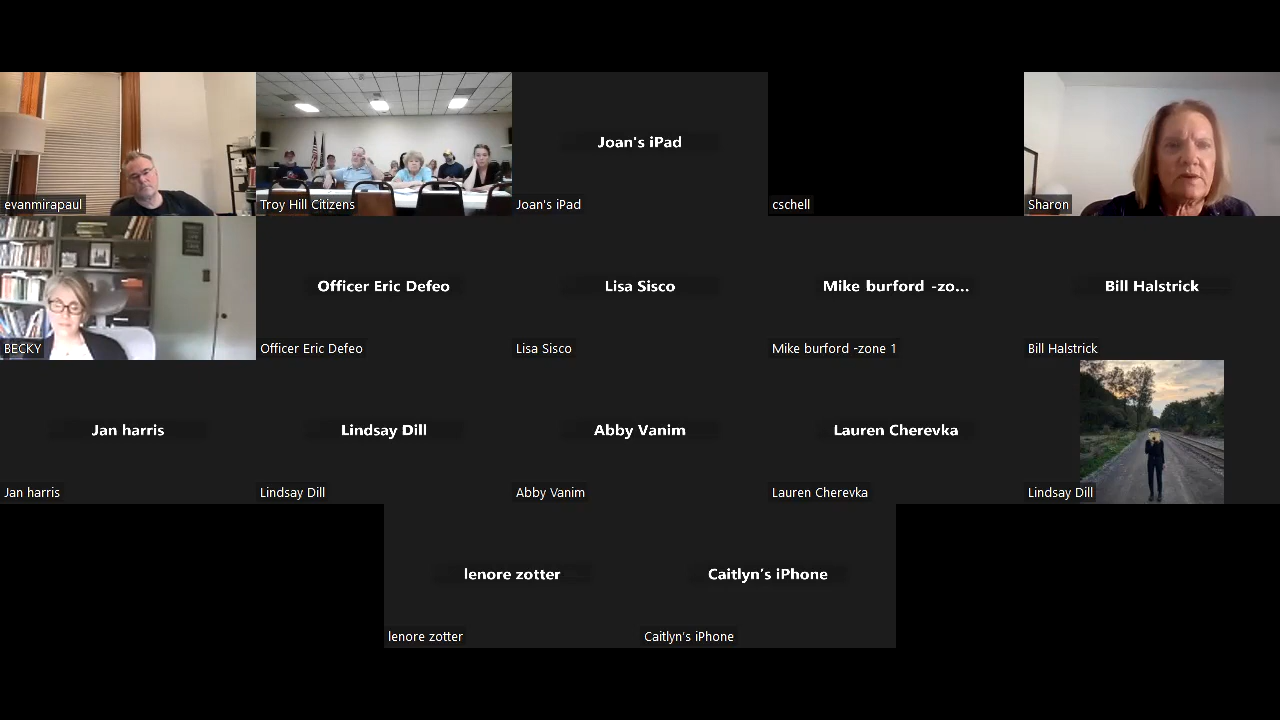 Joan's iPad
evanmirapaul
Troy Hill Citizens
Joan's iPad
cschell
Sharon
Officer Eric Defeo
Lisa Sisco
Mike burford -zo...
Bill Halstrick
BECKY
Officer Eric Defeo
Lisa Sisco
Mike burford -zone 1
Bill Halstrick
Jan harris
Lindsay Dill
Abby Vanim
Lauren Cherevka
Jan harris
Lindsay Dill
Abby Vanim
Lauren Cherevka
Lindsay Dill
lenore zotter
Caitlyn's iPhone
lenore zotter
Caitlyn's iPhone